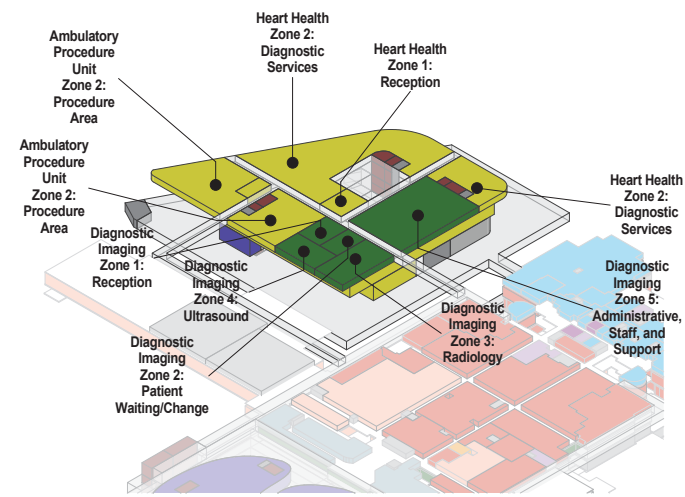 Heart Health
Zone 2:
Diagnostic
Services
Ambulatory
Procedure
Unit
Zone 2:
Procedure
Area
Heart Health
Zone 1:
Reception
Ambulatory
Procedure
Unit
Zone 2:
Procedure
Area
Heart Health
Zone 2:
Diagnostic
Services
Diagnostic
Imaging
Zone 1:
Reception
Diagnostic
Imaging
Zone 4:
Ultrasound
Diagnostic
Imaging
Zone 5:
Administrative,
Staff, and
Support
Diagnostic
Imaging
Zone 3:
Radiology
Diagnostic
Imaging
Zone 2:
Patient
Waiting/Change